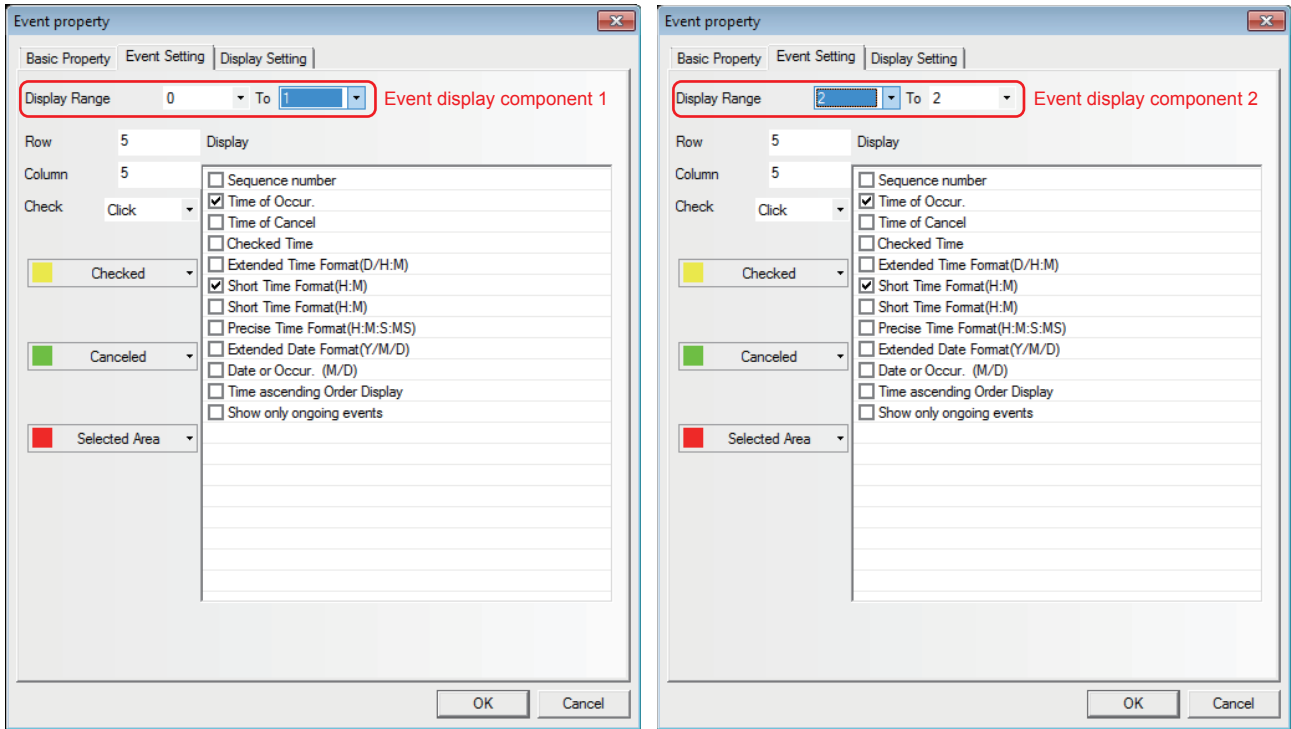 Event property
Basic Property Event Setting Display Setting
Display Range 0 To 1 Event display component 1
Row 5 Display
Column 5
Check Click
Sequence number
Time of Occur.
Time of Cancel
Checked Time
Extended Time Format(D/H:M)
Short Time Format(H:M)
Short Time Format(H:M)
Precise Time Format(H:M:S:MS)
Extended Date Format(Y/M/D)
Date or Occur. (M/D)
Time ascending Order Display
Show only ongoing events
Checked
Canceled
Selected Area
OK Cancel
Event property
Basic Property Event Setting Display Setting
Display Range 2 To 2 Event display component 2
Row 5 Display
Column 5
Check Click
Sequence number
Time of Occur.
Time of Cancel
Checked Time
Extended Time Format(D/H:M)
Short Time Format(H:M)
Short Time Format(H:M)
Precise Time Format(H:M:S:MS)
Extended Date Format(Y/M/D)
Date or Occur. (M/D)
Time ascending Order Display
Show only ongoing events
Checked
Canceled
Selected Area
OK Cancel